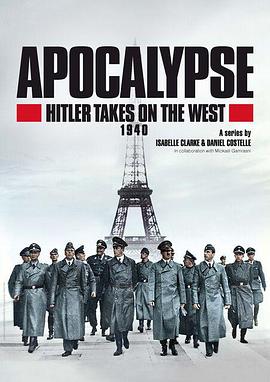 APOCALYPSE
HITLER TAKES ON THE WEST
1940
A series by
ISABELLE CLARKE & DANIEL COSTELLE
In collaboration with Mickaël Gamrasni